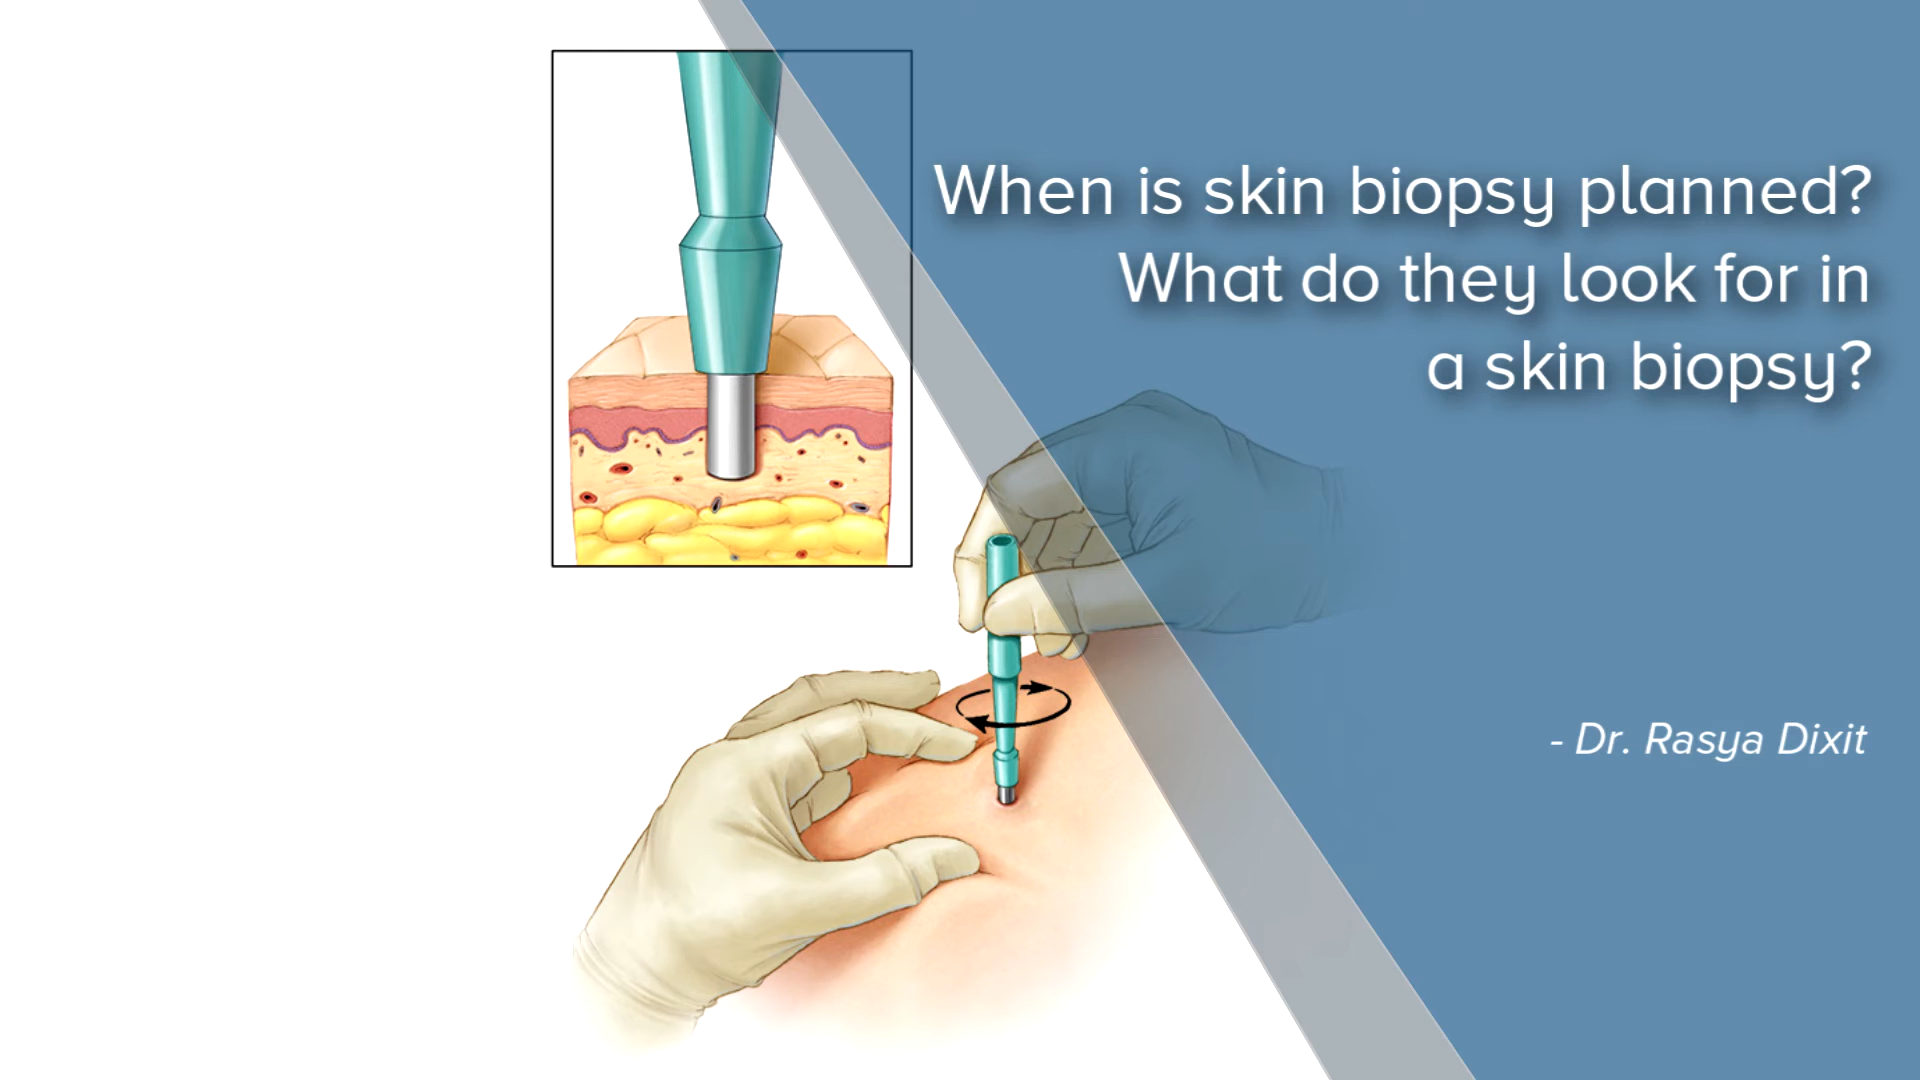 When is skin biopsy planned?
What do they look for in
a skin biopsy?
- Dr. Rasya Dixit